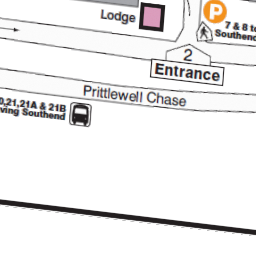 Lodge
P
7 & 8 to
Southend
2
Entrance
Prittlewell Chase
0,21,21A & 21B
ving Southend